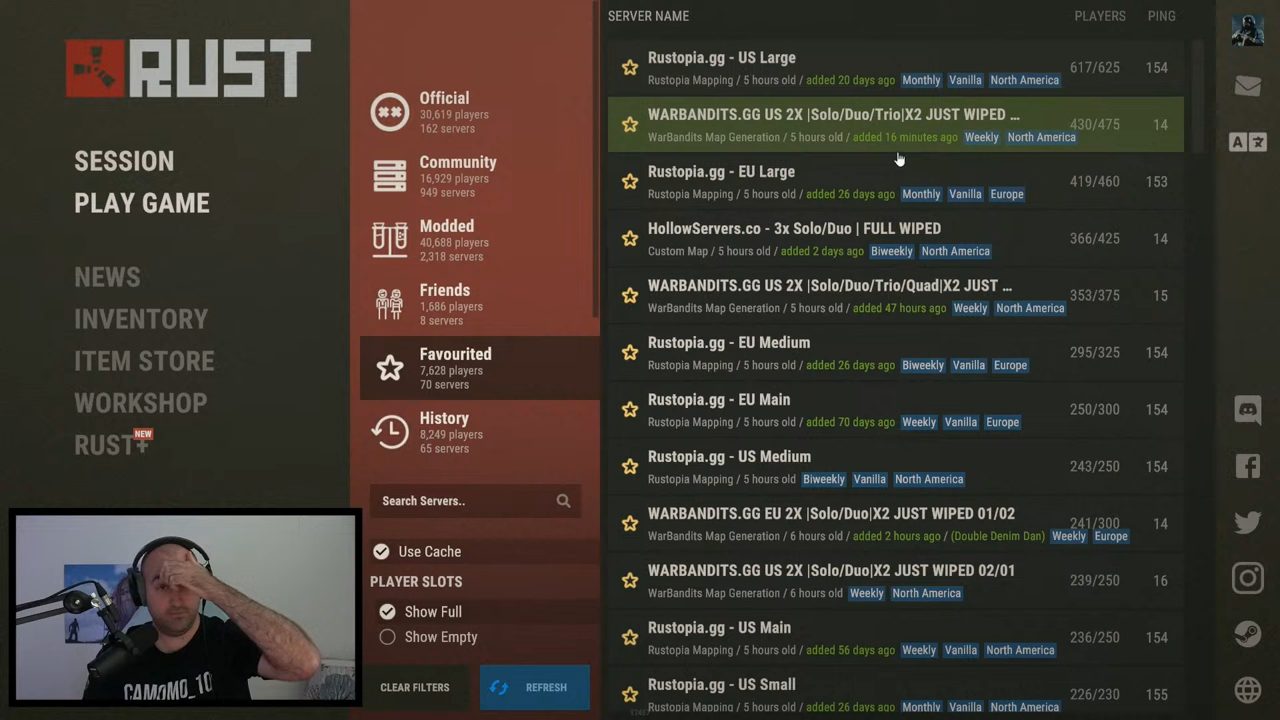 RUST
SESSION
PLAY GAME
NEWS
INVENTORY
ITEM STORE
WORKSHOP
RUST+ NEW
Official
30,619 players
162 servers
Community
16,929 players
949 servers
Modded
40,688 players
2,318 servers
Friends
1,686 players
8 servers
Favourited
7,628 players
70 servers
History
8,249 players
65 servers
Search Servers..
Use Cache
PLAYER SLOTS
Show Full
Show Empty
CLEAR FILTERS REFRESH
SERVER NAME PLAYERS PING
Rustopia.gg - US Large 617/625 154
Rustopia Mapping / 5 hours old / added 20 days ago Monthly Vanilla North America
WARBANDITS.GG US 2X |Solo/Duo/Trio|X2 JUST WIPED ... 430/475 14
WarBandits Map Generation / 5 hours old / added 16 minutes ago Weekly North America
Rustopia.gg - EU Large 419/460 153
Rustopia Mapping / 5 hours old / added 26 days ago Monthly Vanilla Europe
HollowServers.co - 3x Solo/Duo | FULL WIPED 366/425 14
Custom Map / 5 hours old / added 2 days ago Biweekly North America
WARBANDITS.GG US 2X |Solo/Duo/Trio/Quad|X2 JUST ... 353/375 15
WarBandits Map Generation / 5 hours old / added 47 hours ago Weekly North America
Rustopia.gg - EU Medium 295/325 154
Rustopia Mapping / 5 hours old / added 26 days ago Biweekly Vanilla Europe
Rustopia.gg - EU Main 250/300 154
Rustopia Mapping / 5 hours old / added 70 days ago Weekly Vanilla Europe
Rustopia.gg - US Medium 243/250 154
Rustopia Mapping / 5 hours old Biweekly Vanilla North America
WARBANDITS.GG EU 2X |Solo/Duo|X2 JUST WIPED 01/02 241/300 14
WarBandits Map Generation / 6 hours old / added 2 hours ago / (Double Denim Dan) Weekly Europe
WARBANDITS.GG US 2X |Solo/Duo|X2 JUST WIPED 02/01 239/250 16
WarBandits Map Generation / 6 hours old Weekly North America
Rustopia.gg - US Main 236/250 154
Rustopia Mapping / 5 hours old / added 56 days ago Weekly Vanilla North America
Rustopia.gg - US Small 226/230 155
Rustopia Mapping / 5 hours old / added 26 days ago Weekly Vanilla North America
CAMOMO_10